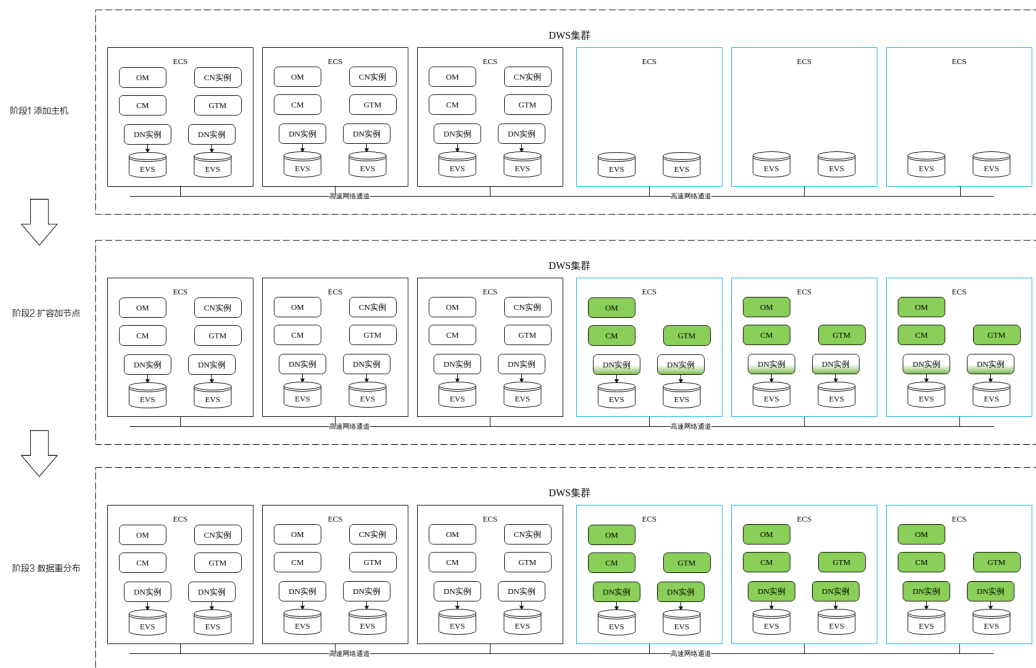 DWS集群
ECS ECS ECS ECS ECS ECS
OM CN实例 OM CN实例 OM CN实例
阶段1 添加主机
CM GTM CM GTM CM GTM
DN实例 DN实例 DN实例 DN实例 DN实例 DN实例
EVS EVS EVS EVS EVS EVS EVS EVS EVS EVS EVS EVS
高速网络通道 高速网络通道
DWS集群
ECS ECS ECS ECS ECS ECS
OM CN实例 OM CN实例 OM CN实例 OM OM OM
阶段2 扩容加节点
CM GTM CM GTM CM GTM CM GTM CM GTM CM GTM
DN实例 DN实例 DN实例 DN实例 DN实例 DN实例 DN实例 DN实例 DN实例 DN实例 DN实例 DN实例
EVS EVS EVS EVS EVS EVS EVS EVS EVS EVS EVS EVS
高速网络通道 高速网络通道
DWS集群
ECS ECS ECS ECS ECS ECS
OM CN实例 OM CN实例 OM CN实例 OM OM OM
CM GTM CM GTM CM GTM CM GTM CM GTM CM GTM
阶段3 数据重分布
DN实例 DN实例 DN实例 DN实例 DN实例 DN实例 DN实例 DN实例 DN实例 DN实例 DN实例 DN实例
EVS EVS EVS EVS EVS EVS EVS EVS EVS EVS EVS EVS
高速网络通道 高速网络通道